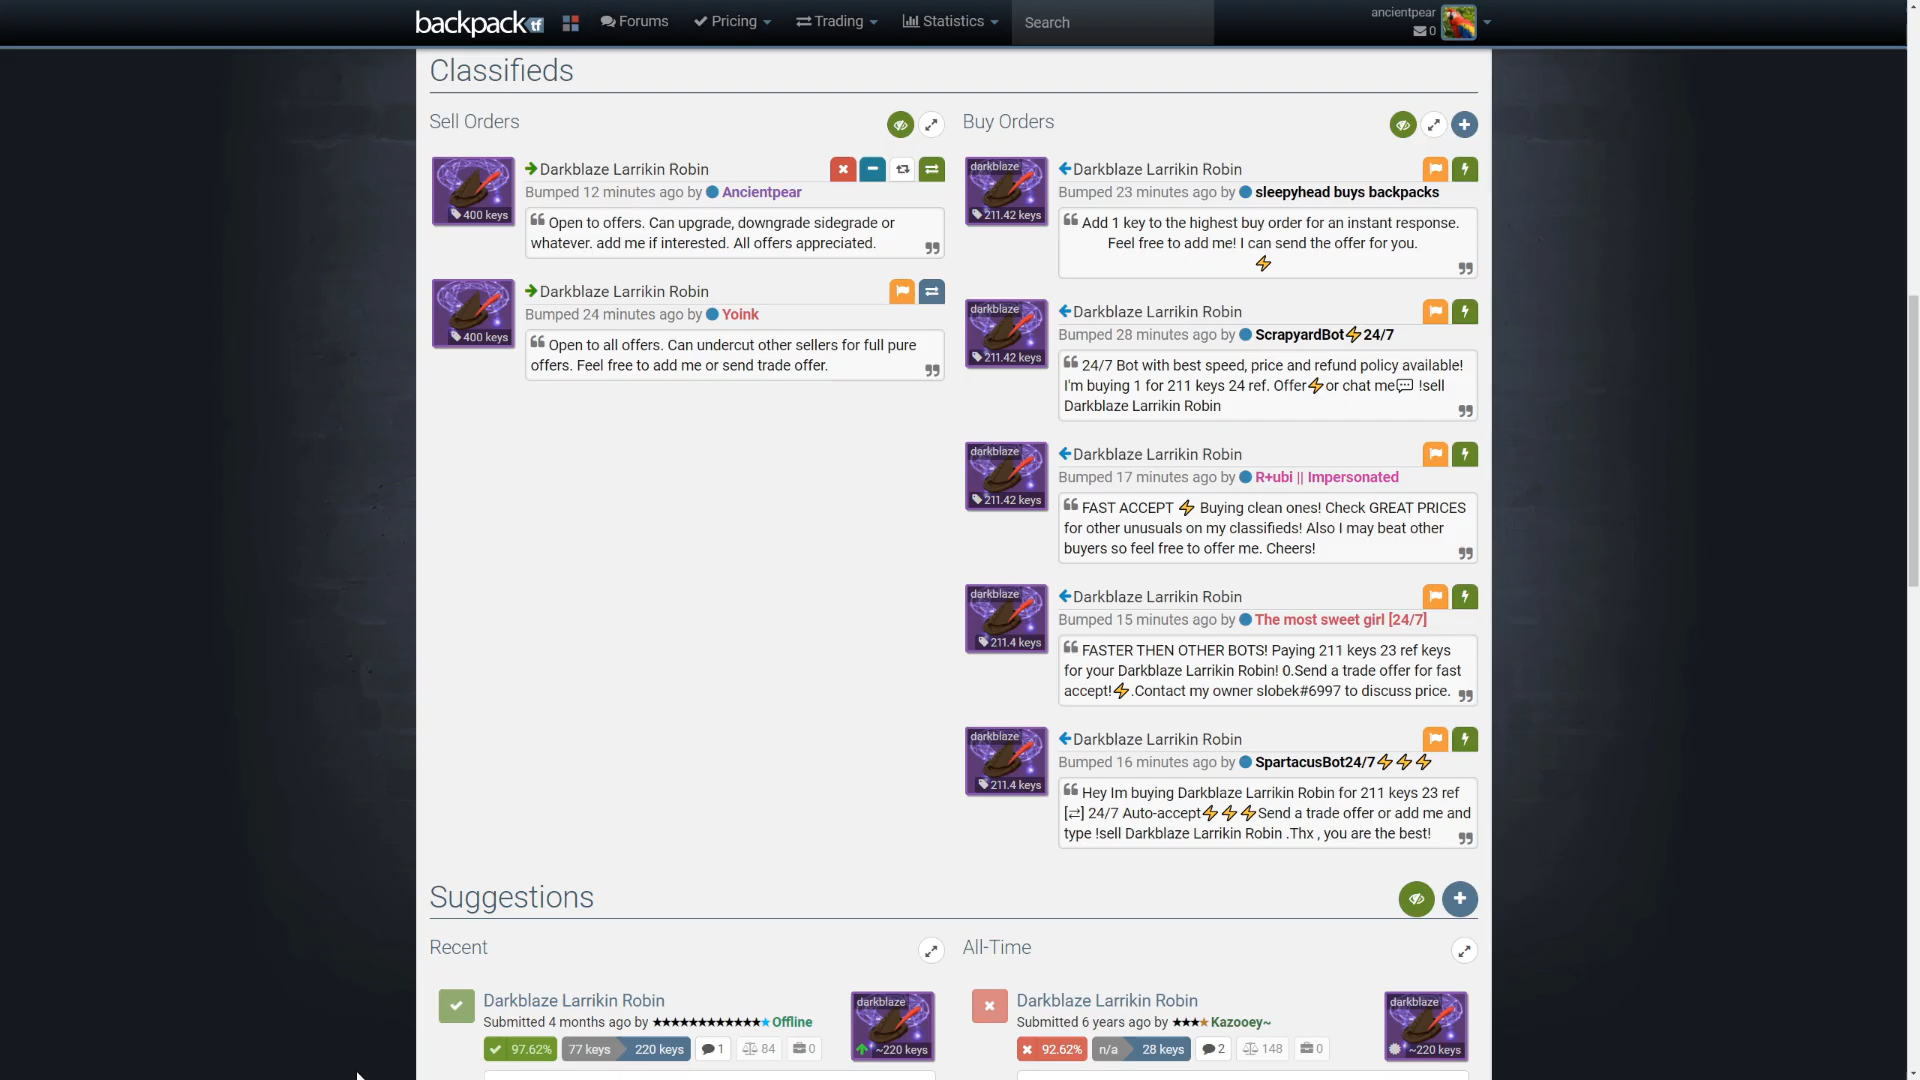 backpack tf
Forums
Pricing
Trading
Statistics
Search
ancientpear
0
Classifieds
Sell Orders
400 keys
Darkblaze Larrikin Robin
Bumped 12 minutes ago by Ancientpear
Open to offers. Can upgrade, downgrade sidegrade or
whatever. add me if interested. All offers appreciated.
400 keys
Darkblaze Larrikin Robin
Bumped 24 minutes ago by Yoink
Open to all offers. Can undercut other sellers for full pure
offers. Feel free to add me or send trade offer.
Buy Orders
darkblaze
211.42 keys
Darkblaze Larrikin Robin
Bumped 23 minutes ago by sleepyhead buys backpacks
Add 1 key to the highest buy order for an instant response.
Feel free to add me! I can send the offer for you.
⚡
darkblaze
211.42 keys
Darkblaze Larrikin Robin
Bumped 28 minutes ago by ScrapyardBot⚡24/7
24/7 Bot with best speed, price and refund policy available!
I'm buying 1 for 211 keys 24 ref. Offer⚡or chat me💬 !sell
Darkblaze Larrikin Robin
darkblaze
211.42 keys
Darkblaze Larrikin Robin
Bumped 17 minutes ago by R+ubi || Impersonated
FAST ACCEPT ⚡ Buying clean ones! Check GREAT PRICES
for other unusuals on my classifieds! Also I may beat other
buyers so feel free to offer me. Cheers!
darkblaze
211.4 keys
Darkblaze Larrikin Robin
Bumped 15 minutes ago by The most sweet girl [24/7]
FASTER THEN OTHER BOTS! Paying 211 keys 23 ref keys
for your Darkblaze Larrikin Robin! 0.Send a trade offer for fast
accept!⚡.Contact my owner slobek#6997 to discuss price.
darkblaze
211.4 keys
Darkblaze Larrikin Robin
Bumped 16 minutes ago by SpartacusBot24/7⚡⚡⚡
Hey Im buying Darkblaze Larrikin Robin for 211 keys 23 ref
[⇄] 24/7 Auto-accept⚡⚡⚡Send a trade offer or add me and
type !sell Darkblaze Larrikin Robin .Thx , you are the best!
Suggestions
Recent
Darkblaze Larrikin Robin
Submitted 4 months ago by ★★★★★★★★★★★★★ Offline
97.62% 77 keys 220 keys 1 84 0
darkblaze
~220 keys
All-Time
Darkblaze Larrikin Robin
Submitted 6 years ago by ★★★★ Kazooey~
92.62% n/a 28 keys 2 148 0
darkblaze
~220 keys